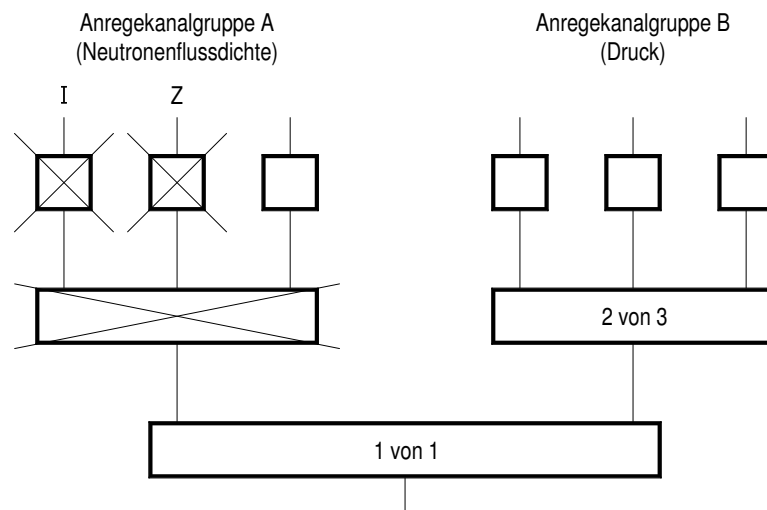 Anregekanalgruppe A
(Neutronenflussdichte)
Anregekanalgruppe B
(Druck)
I
Z
2 von 3
1 von 1